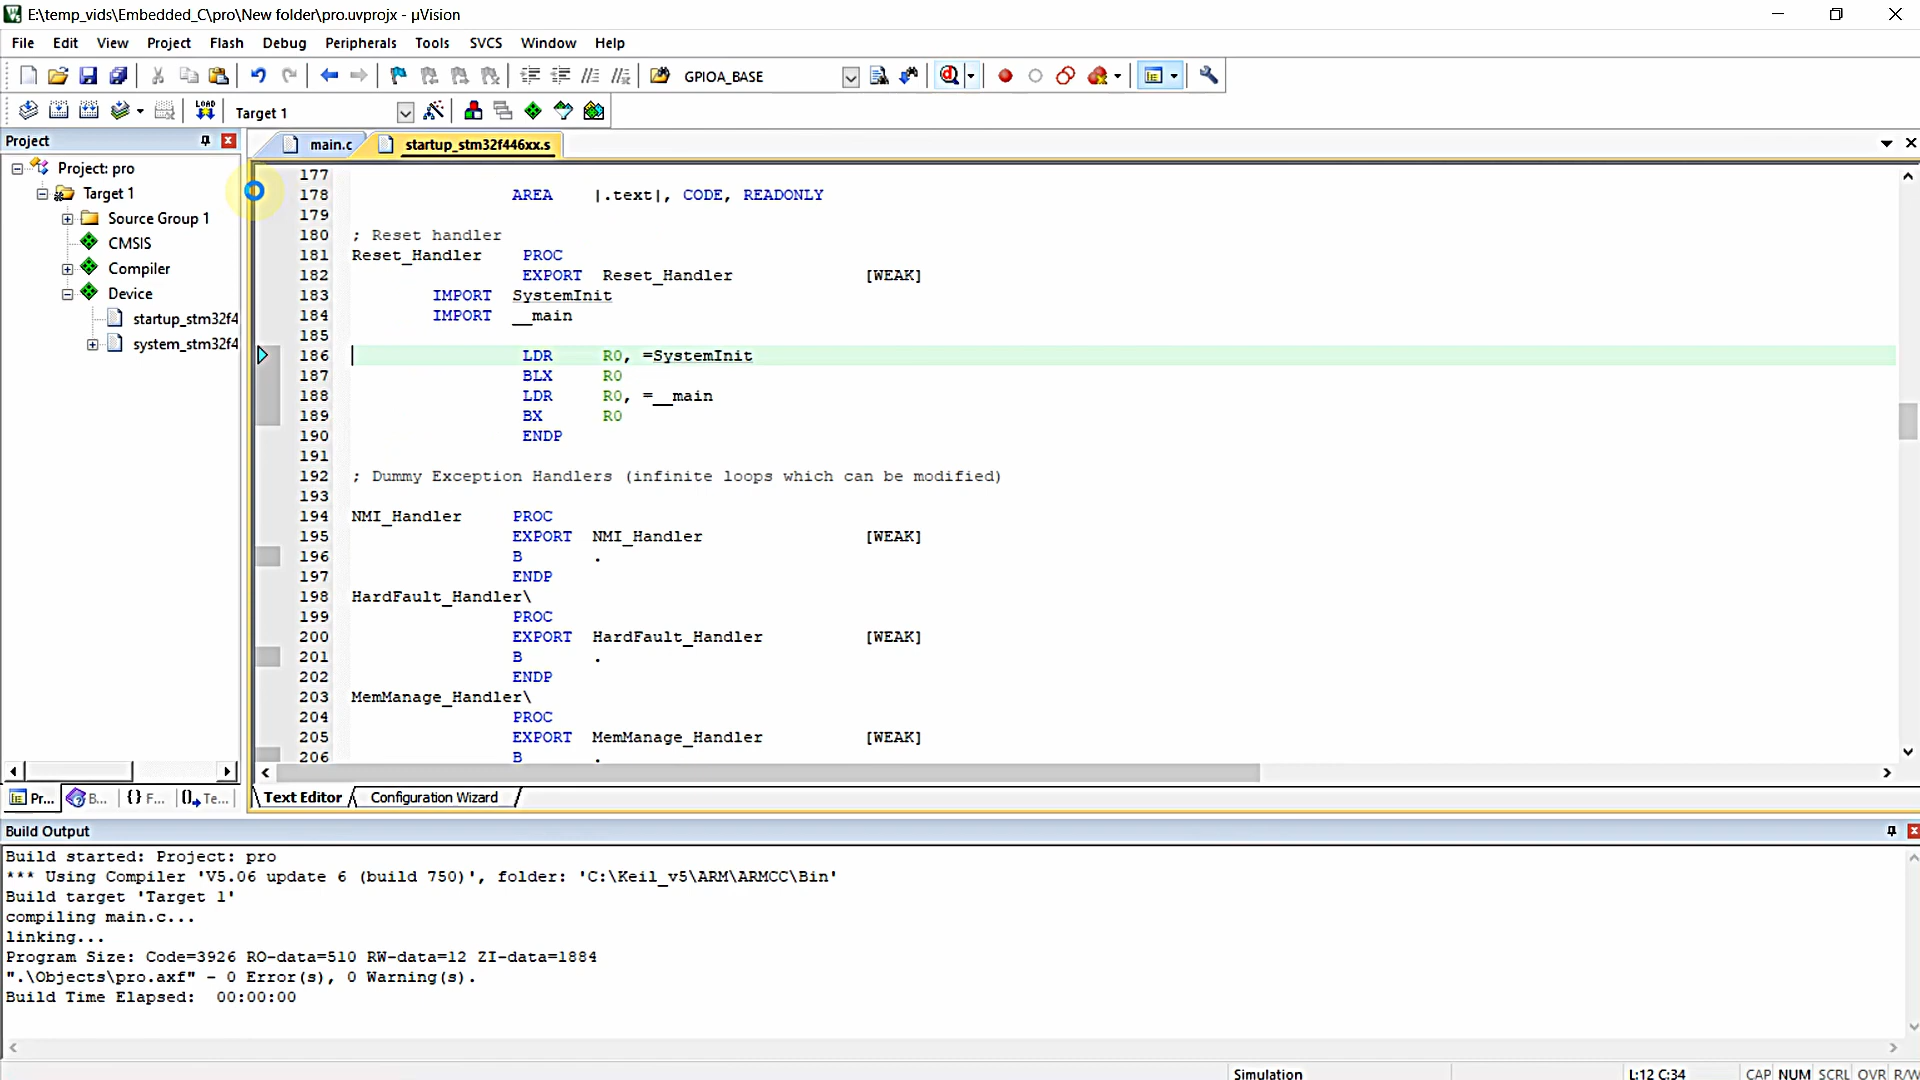 E:\temp_vids\Embedded_C\pro\New folder\pro.uvprojx - µVision
File Edit View Project Flash Debug Peripherals Tools SVCS Window Help
GPIOA_BASE
LOAD Target 1
Project
main.c startup_stm32f446xx.s
Project: pro
Target 1
Source Group 1
CMSIS
Compiler
Device
startup_stm32f4
system_stm32f4
177
178 AREA |.text|, CODE, READONLY
179
180 ; Reset handler
181 Reset_Handler PROC
182 EXPORT Reset_Handler [WEAK]
183 IMPORT SystemInit
184 IMPORT __main
185
186 LDR R0, =SystemInit
187 BLX R0
188 LDR R0, =__main
189 BX R0
190 ENDP
191
192 ; Dummy Exception Handlers (infinite loops which can be modified)
193
194 NMI_Handler PROC
195 EXPORT NMI_Handler [WEAK]
196 B .
197 ENDP
198 HardFault_Handler\
199 PROC
200 EXPORT HardFault_Handler [WEAK]
201 B .
202 ENDP
203 MemManage_Handler\
204 PROC
205 EXPORT MemManage_Handler [WEAK]
206 B .
Pr... B... {} F... Te...
Text Editor Configuration Wizard
Build Output
Build started: Project: pro
*** Using Compiler 'V5.06 update 6 (build 750)', folder: 'C:\Keil_v5\ARM\ARMCC\Bin'
Build target 'Target 1'
compiling main.c...
linking...
Program Size: Code=3926 RO-data=510 RW-data=12 ZI-data=1884
".\Objects\pro.axf" - 0 Error(s), 0 Warning(s).
Build Time Elapsed: 00:00:00
Simulation L:12 C:34 CAP NUM SCRL OVR R/W